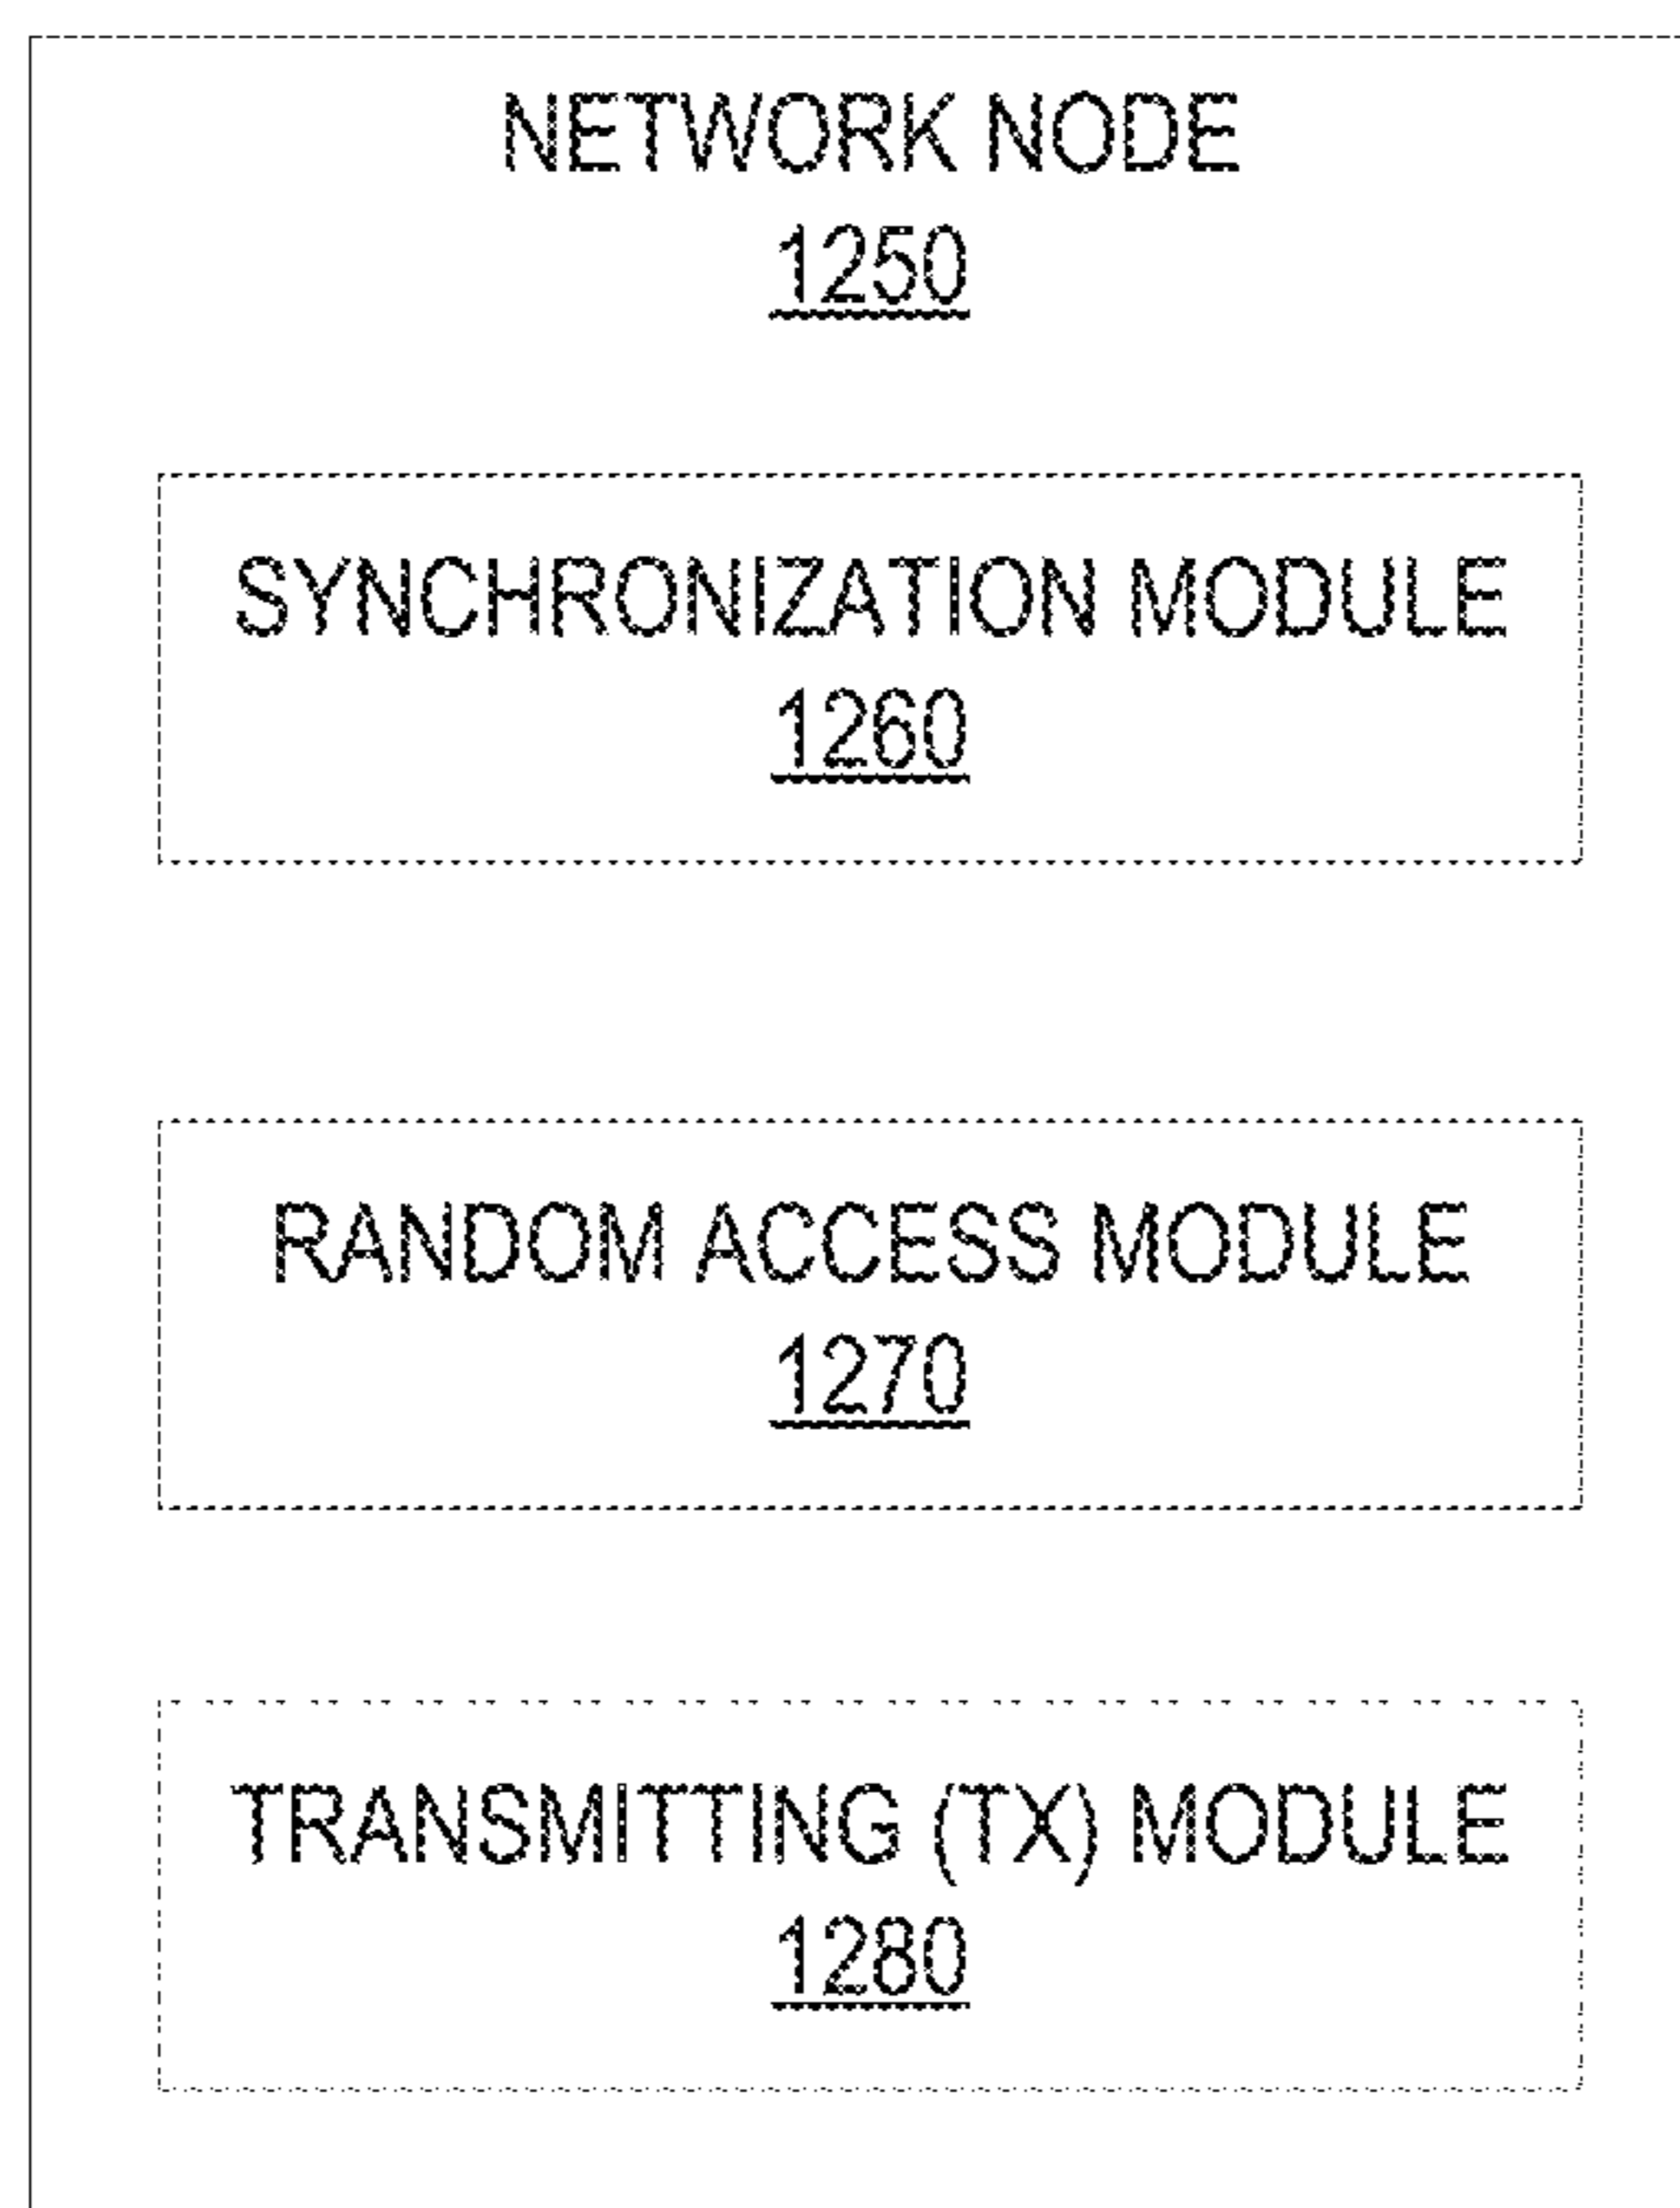 NETWORK NODE
1250
SYNCHRONIZATION MODULE
1260
RANDOM ACCESS MODULE
1270
TRANSMITTING (TX) MODULE
1280